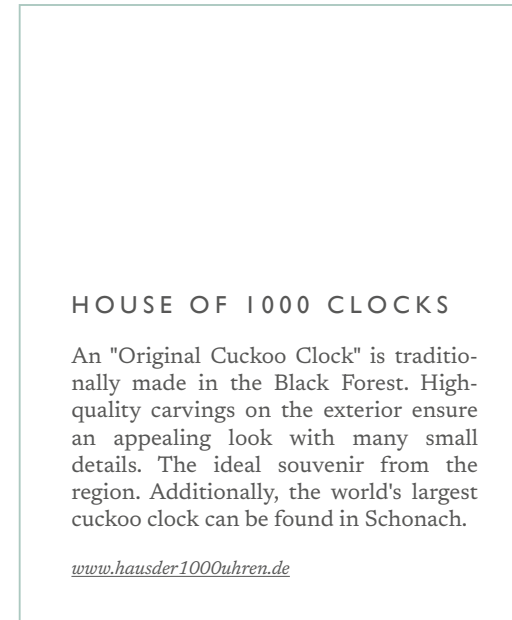 HOUSE OF 1000 CLOCKS
An "Original Cuckoo Clock" is traditio-
nally made in the Black Forest. High-
quality carvings on the exterior ensure
an appealing look with many small
details. The ideal souvenir from the
region. Additionally, the world's largest
cuckoo clock can be found in Schonach.
www.hausder1000uhren.de